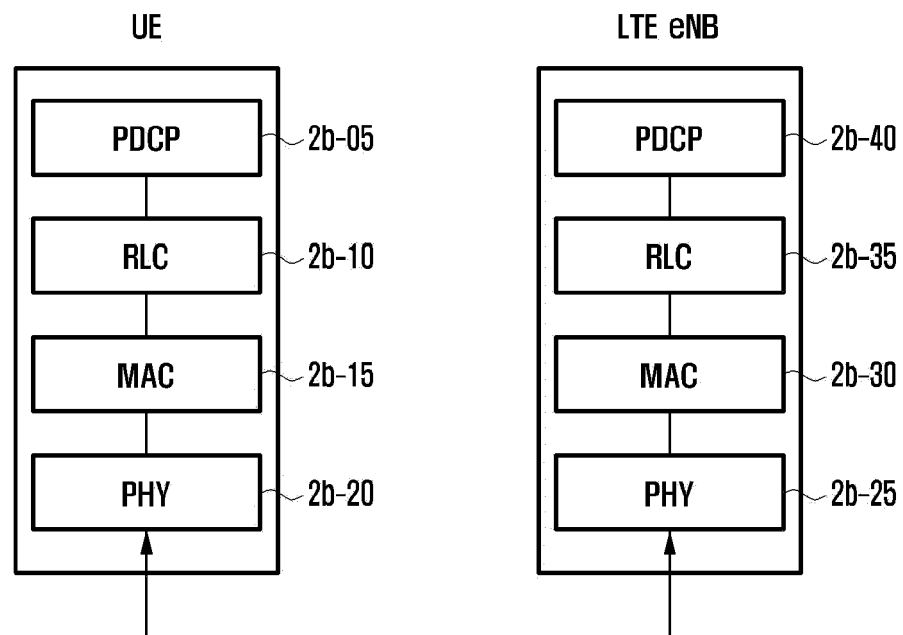 UE
LTE eNB
PDCP
2b-05
PDCP
2b-40
RLC
2b-10
RLC
2b-35
MAC
2b-15
MAC
2b-30
PHY
2b-20
PHY
2b-25